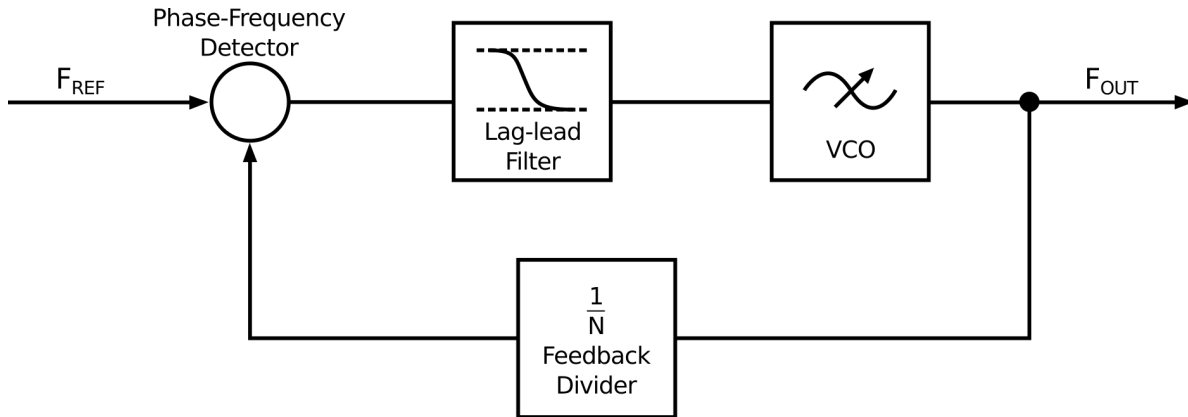 Phase-Frequency
Detector
F_REF
Lag-lead
Filter
VCO
F_OUT
1
N
Feedback
Divider